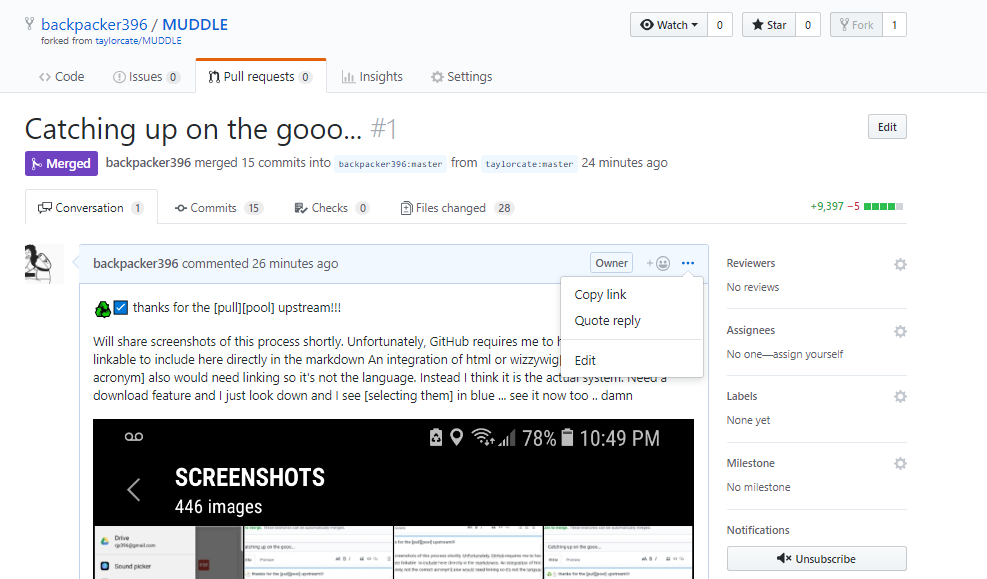 backpacker396 / MUDDLE
forked from taylorcate/MUDDLE
Watch 0 Star 0 Fork 1
Code Issues 0 Pull requests 0 Insights Settings
Catching up on the gooo... #1
Edit
Merged backpacker396 merged 15 commits into backpacker396:master from taylorcate:master 24 minutes ago
Conversation 1 Commits 15 Checks 0 Files changed 28
+9,397 −5
backpacker396 commented 26 minutes ago
Owner
Copy link
Quote reply
Edit
thanks for the [pull][pool] upstream!!!
Will share screenshots of this process shortly. Unfortunately, GitHub requires me to
linkable to include here directly in the markdown An integration of html or wizzywig[
acronym] also would need linking so it's not the language. Instead I think it is the actual system. Need a
download feature and I just look down and I see [selecting them] in blue ... see it now too .. damn
78% 10:49 PM
SCREENSHOTS
446 images
Drive
Sound picker
Catching up on the gooo...
Reviewers
No reviews
Assignees
No one—assign yourself
Labels
None yet
Milestone
No milestone
Notifications
Unsubscribe